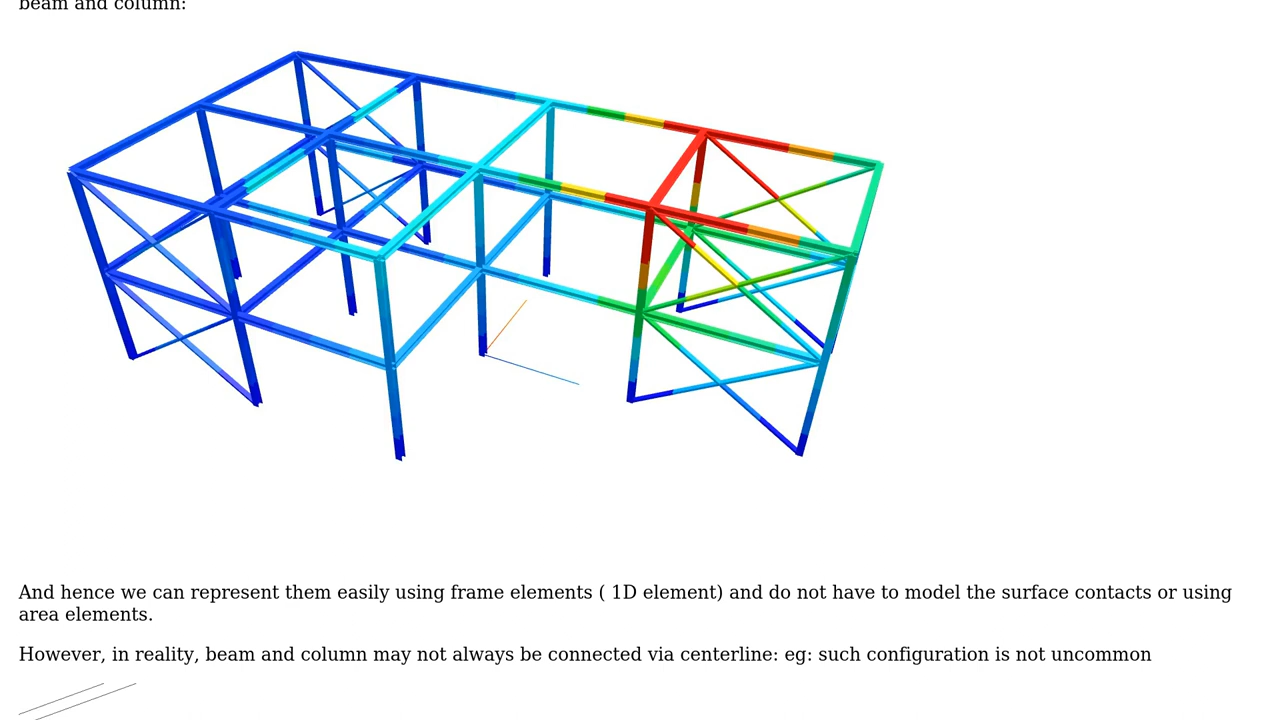 beam and column:
And hence we can represent them easily using frame elements ( 1D element) and do not have to model the surface contacts or using
area elements.
However, in reality, beam and column may not always be connected via centerline: eg: such configuration is not uncommon